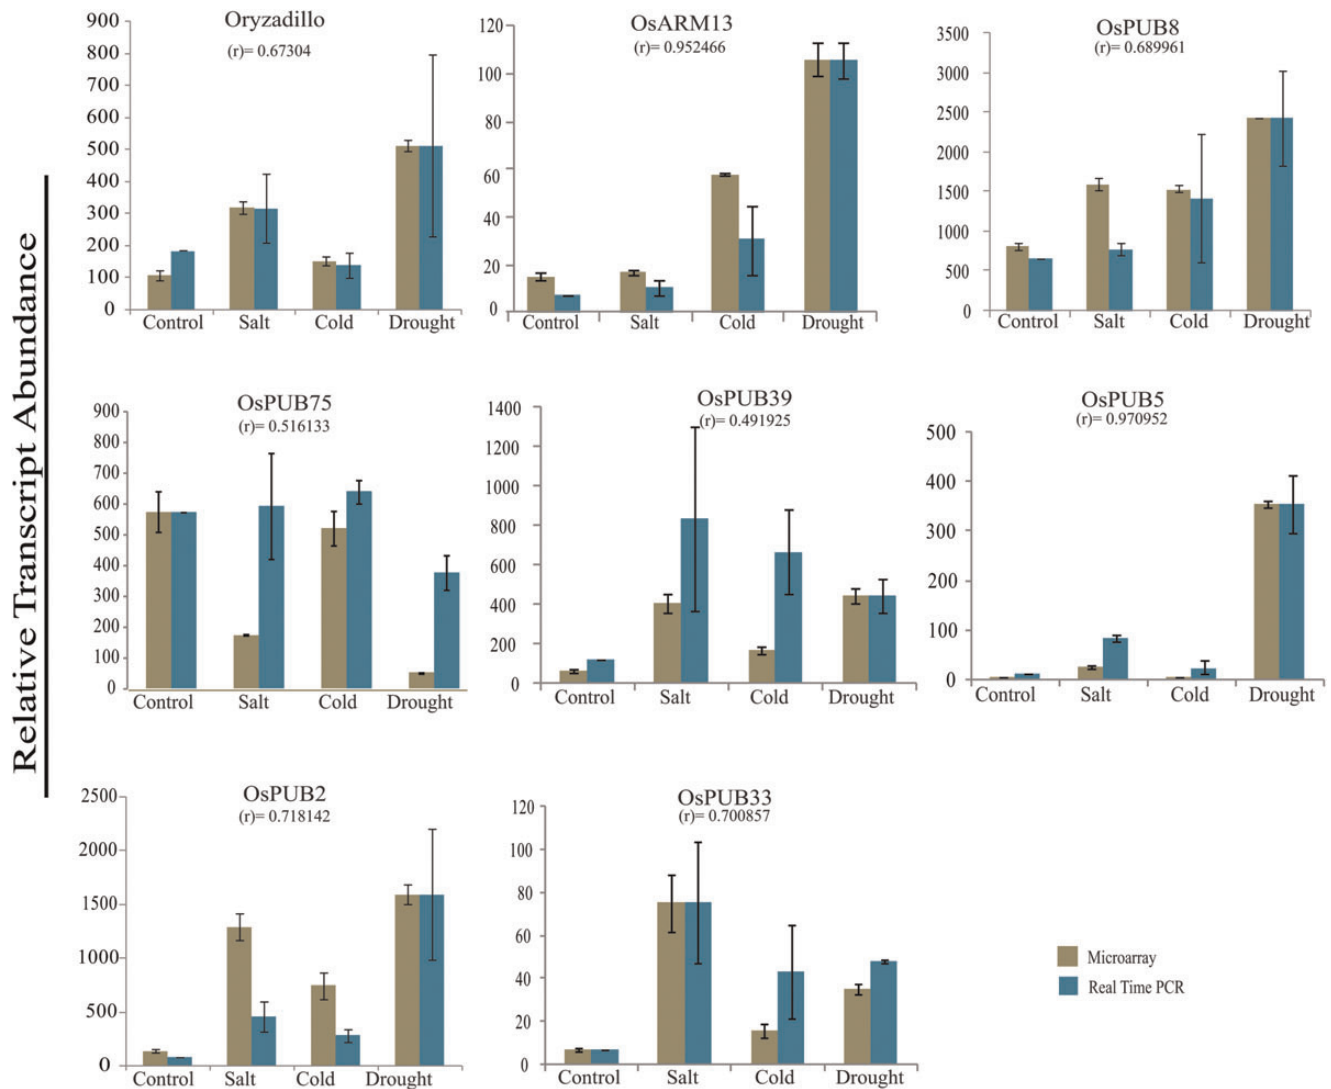 Relative Transcript Abundance
Oryzadillo
(r)= 0.67304
900
800
700
600
500
400
300
200
100
0
Control Salt Cold Drought
OsARM13
(r)= 0.952466
120
100
80
60
40
20
0
Control Salt Cold Drought
OsPUB8
(r)= 0.689961
3500
3000
2500
2000
1500
1000
500
0
Control Salt Cold Drought
OsPUB75
(r)= 0.516133
900
800
700
600
500
400
300
200
100
0
Control Salt Cold Drought
OsPUB39
(r)= 0.491925
1400
1200
1000
800
600
400
200
0
Control Salt Cold Drought
OsPUB5
(r)= 0.970952
500
400
300
200
100
0
Control Salt Cold Drought
OsPUB2
(r)= 0.718142
2500
2000
1500
1000
500
0
Control Salt Cold Drought
OsPUB33
(r)= 0.700857
120
100
80
60
40
20
0
Control Salt Cold Drought
Microarray
Real Time PCR